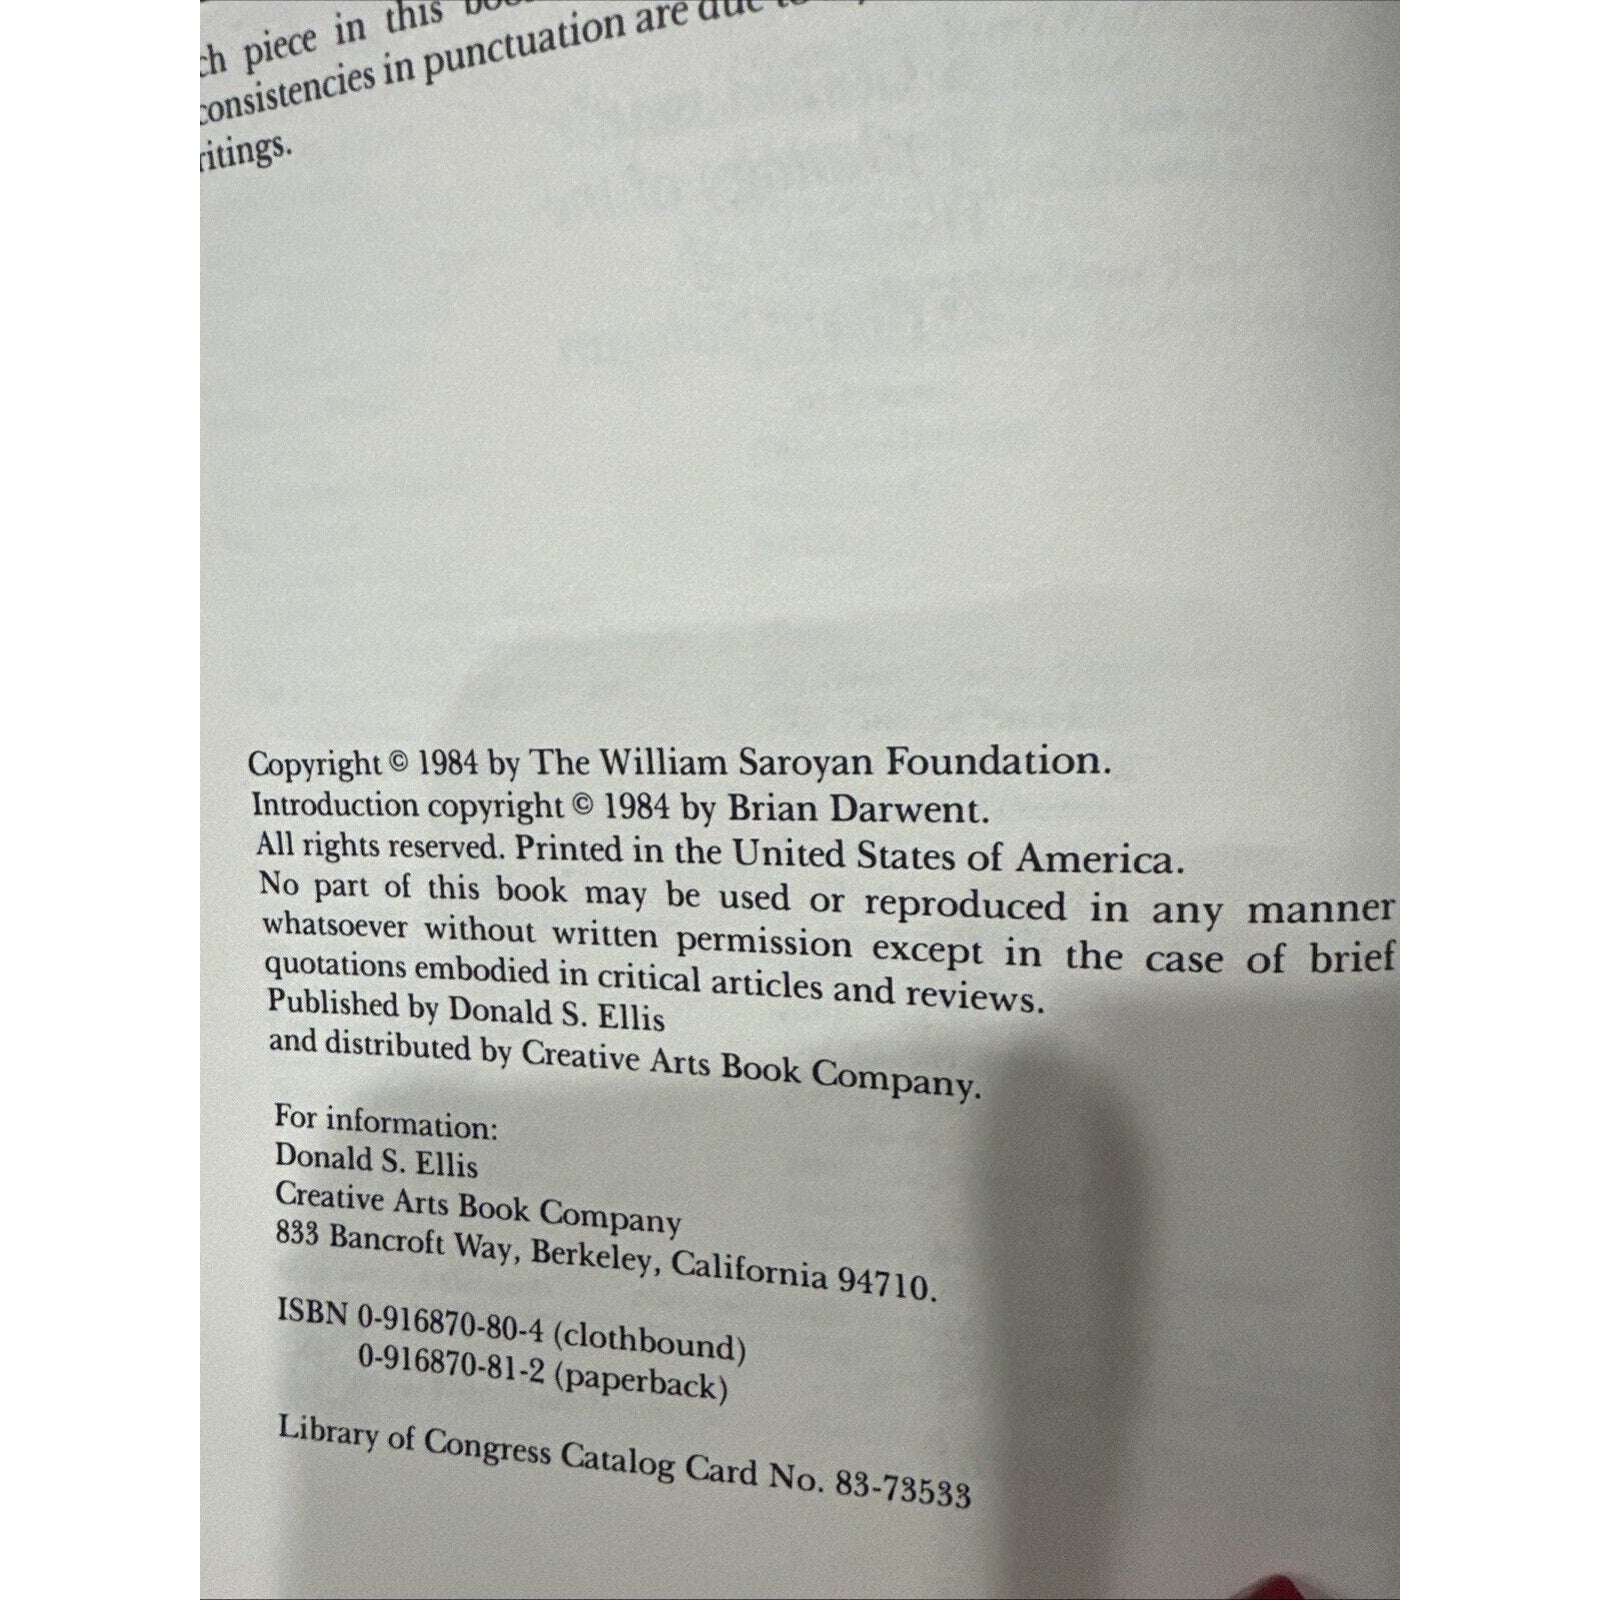 ch piece in this
consistencies in punctuation are due
ritings.
Copyright © 1984 by The William Saroyan Foundation.
Introduction copyright © 1984 by Brian Darwent.
All rights reserved. Printed in the United States of America.
No part of this book may be used or reproduced in any manner
whatsoever without written permission except in the case of brief
quotations embodied in critical articles and reviews.
Published by Donald S. Ellis
and distributed by Creative Arts Book Company.
For information:
Donald S. Ellis
Creative Arts Book Company
833 Bancroft Way, Berkeley, California 94710.
ISBN 0-916870-80-4 (clothbound)
0-916870-81-2 (paperback)
Library of Congress Catalog Card No. 83-73533